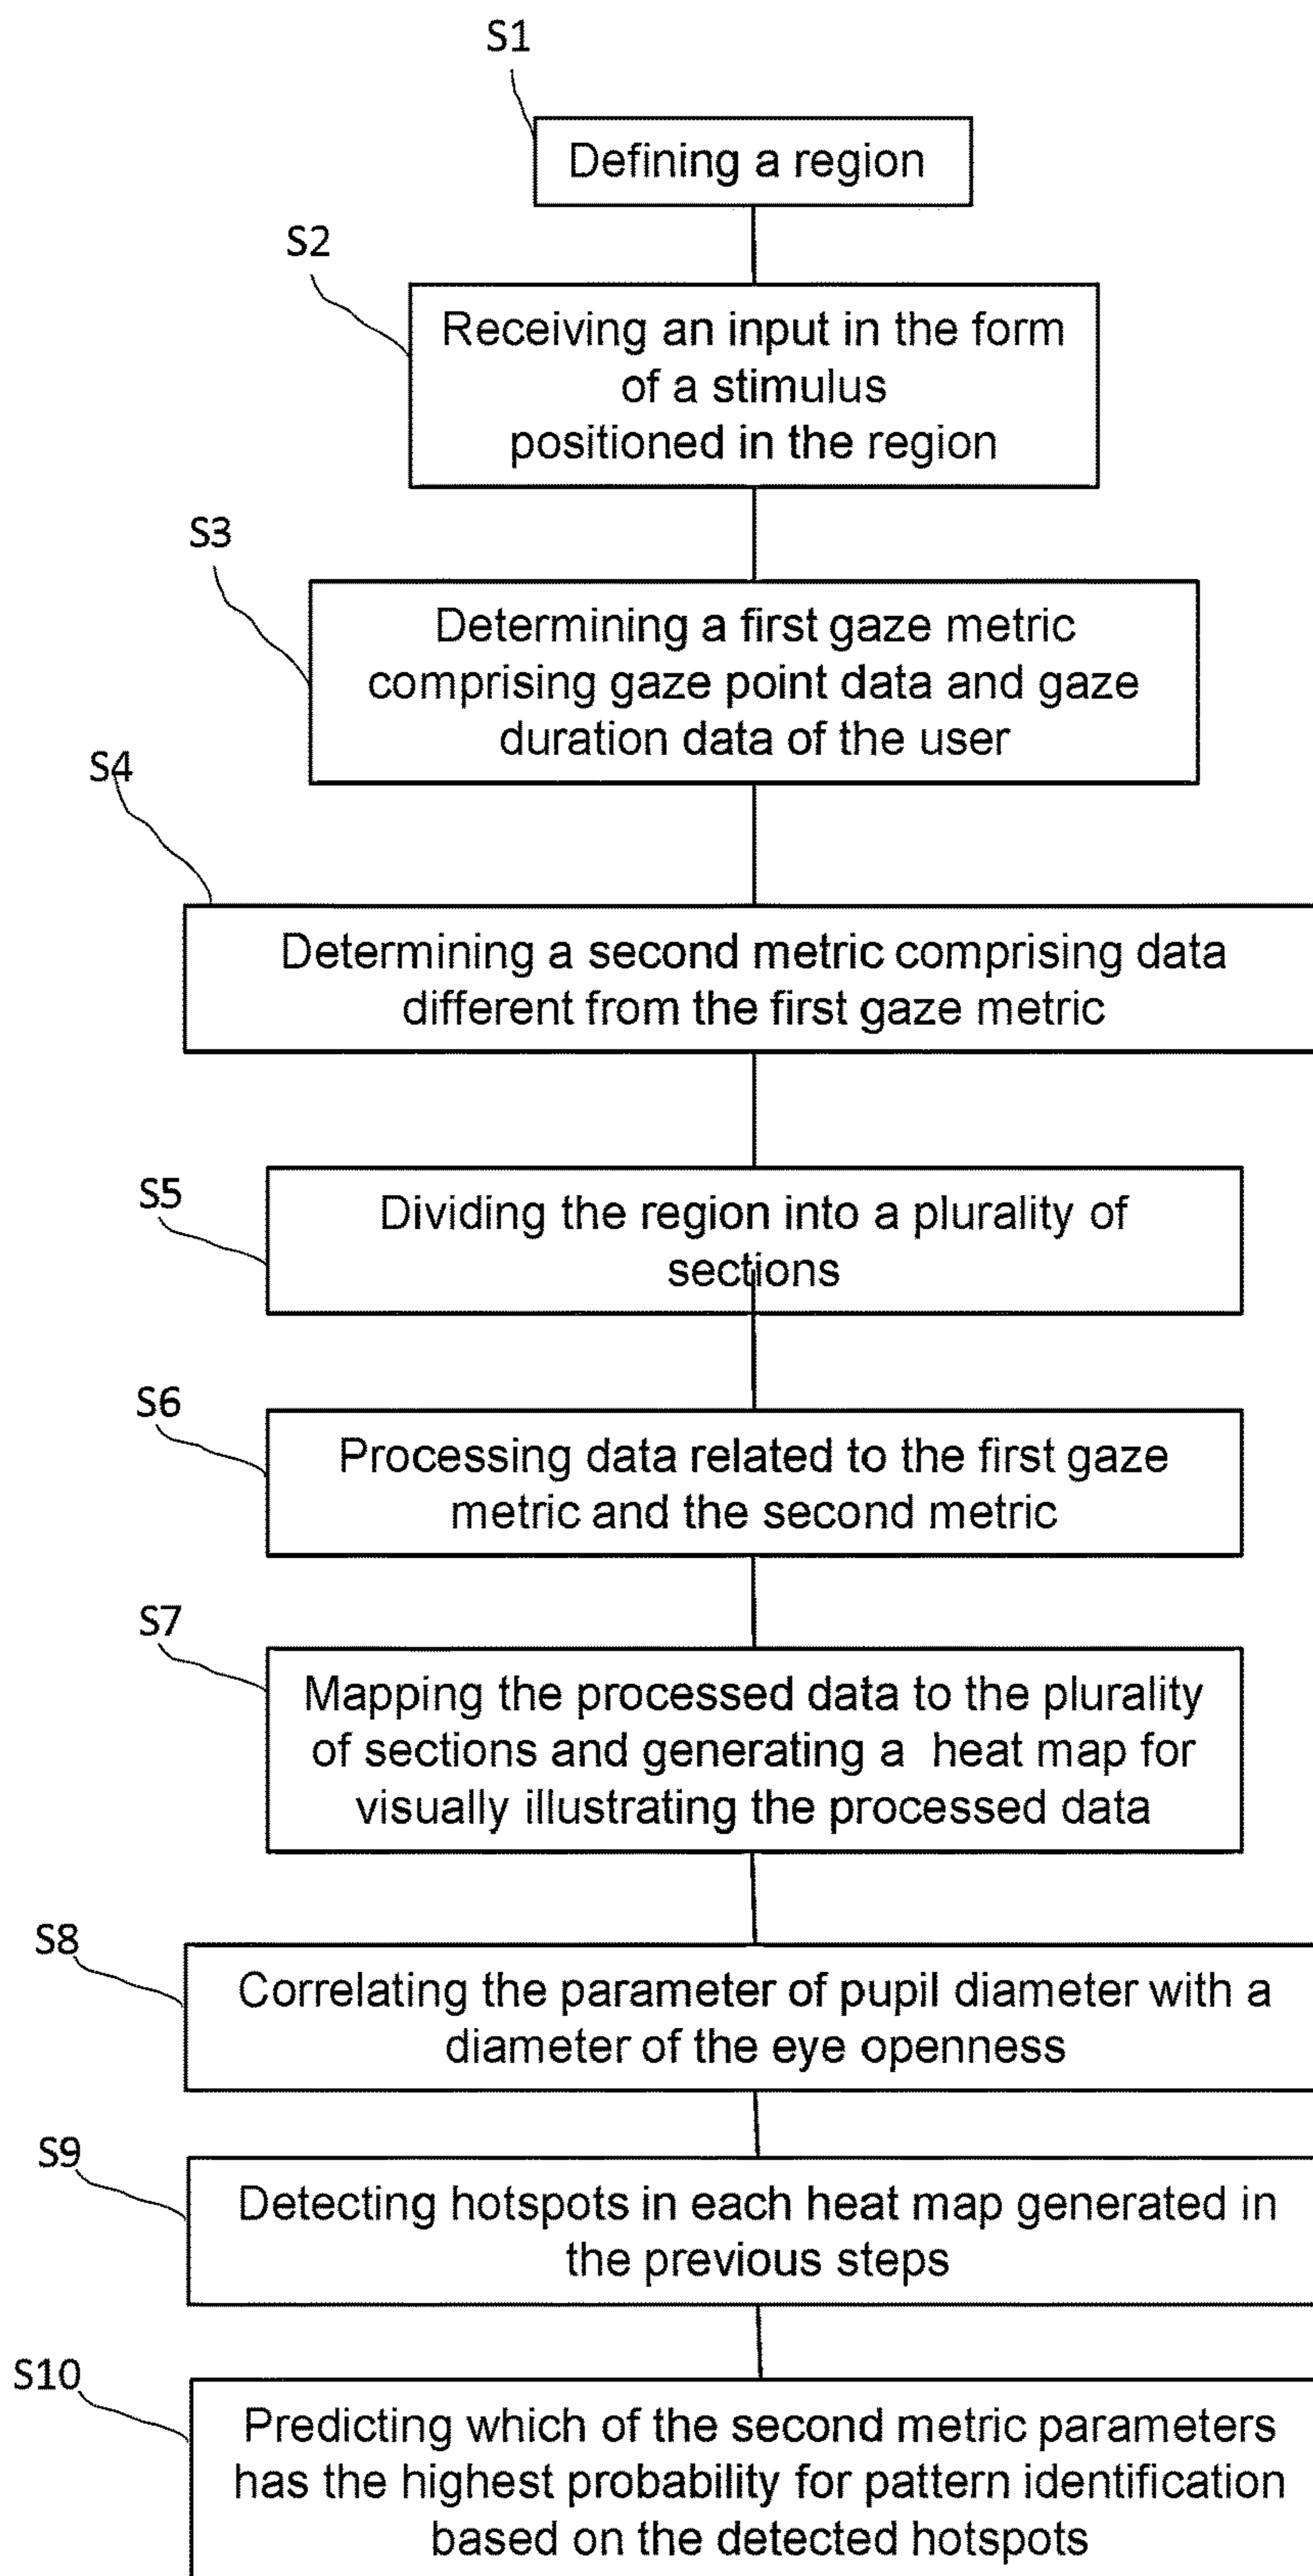 S1
Defining a region
S2
Receiving an input in the form
of a stimulus
positioned in the region
S3
Determining a first gaze metric
comprising gaze point data and gaze
duration data of the user
S4
Determining a second metric comprising data
different from the first gaze metric
S5
Dividing the region into a plurality of
sections
S6
Processing data related to the first gaze
metric and the second metric
S7
Mapping the processed data to the plurality
of sections and generating a heat map for
visually illustrating the processed data
S8
Correlating the parameter of pupil diameter with a
diameter of the eye openness
S9
Detecting hotspots in each heat map generated in
the previous steps
S10
Predicting which of the second metric parameters
has the highest probability for pattern identification
based on the detected hotspots